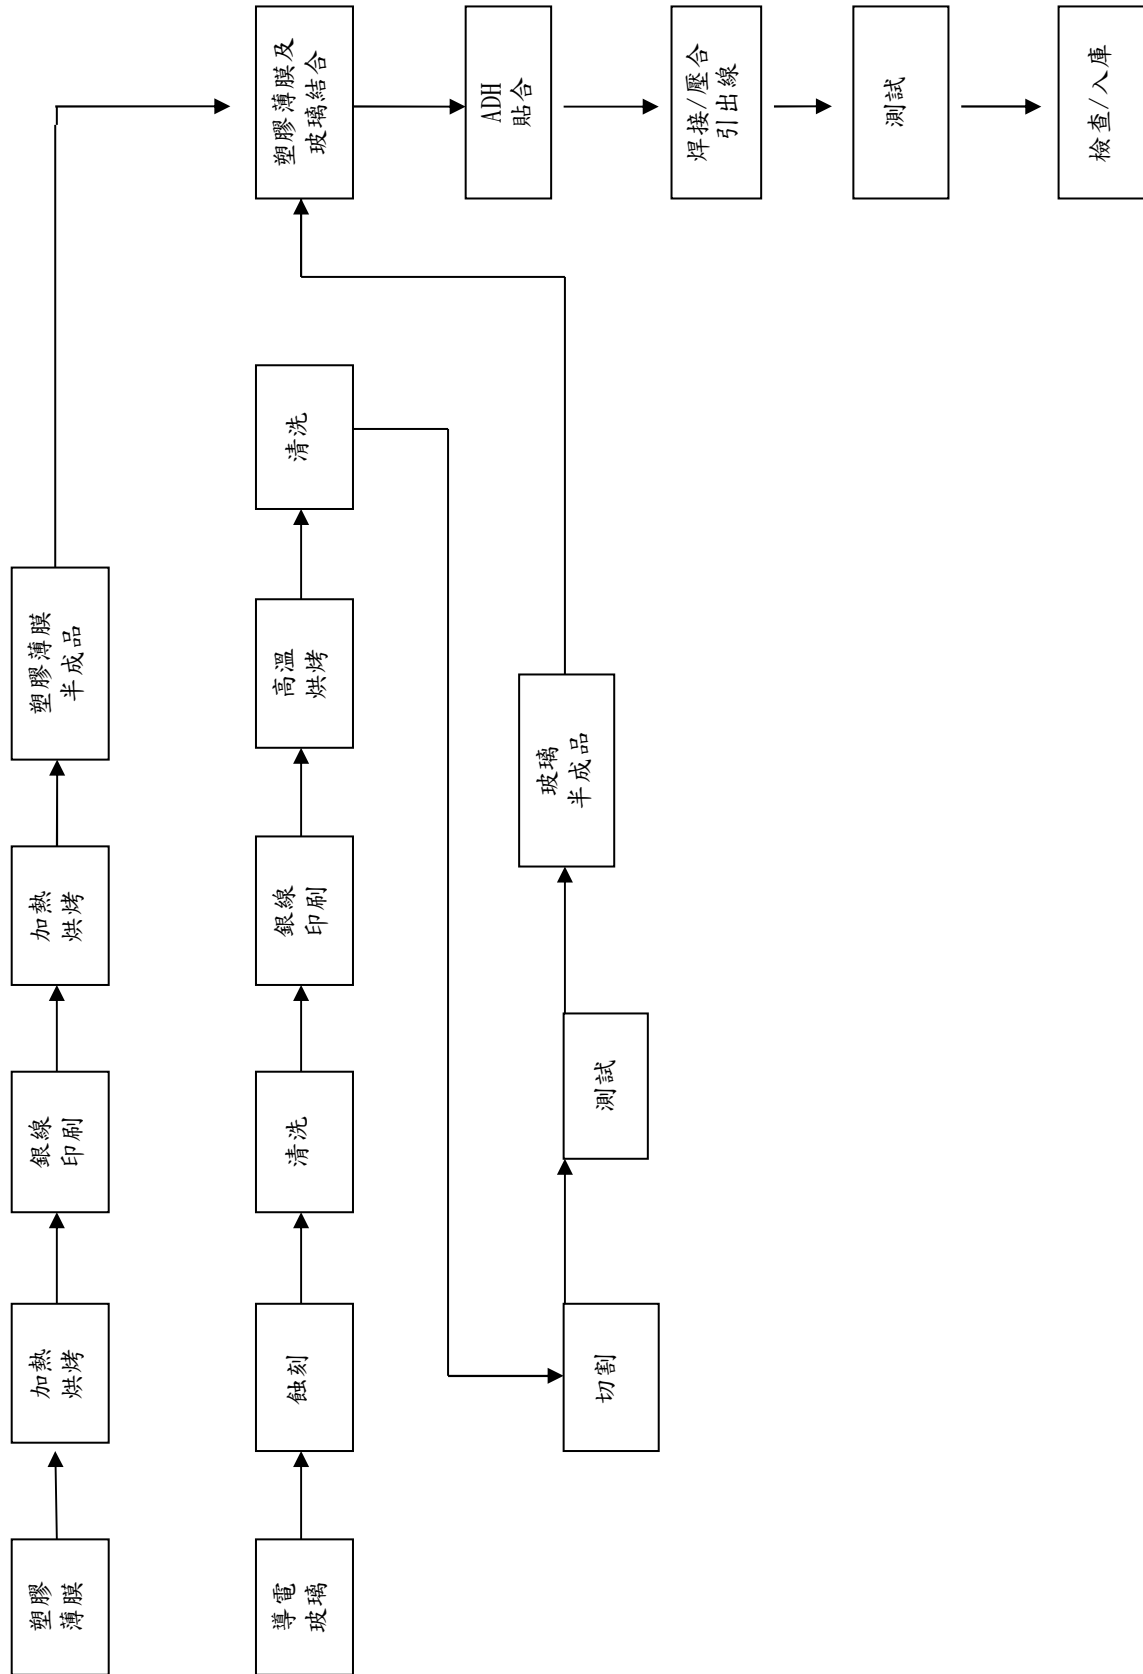 塑膠
薄膜
加熱
烘烤
銀線
印刷
加熱
烘烤
塑膠薄膜
半成品
導電
玻璃
蝕刻
清洗
銀線
印刷
高溫
烘烤
清洗
切割
測試
玻璃
半成品
塑膠薄膜及
玻璃結合
ADH
貼合
焊接/壓合
引出線
測試
檢查/入庫